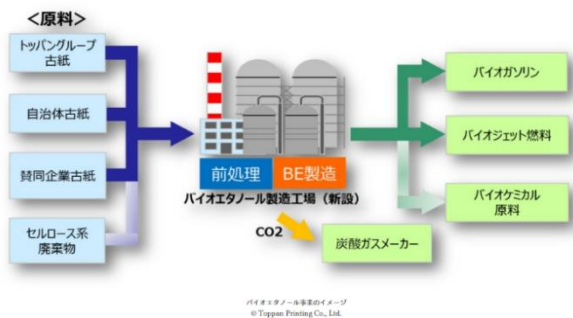 <原料>
トッパングループ
古紙
自治体古紙
賛同企業古紙
セルロース系
廃棄物
前処理
BE製造
バイオエタノール製造工場（新設）
CO2
炭酸ガスメーカー
バイオガソリン
バイオジェット燃料
バイオケミカル
原料
バイオエタノール事業のイメージ
© Toppan Printing Co., Ltd.